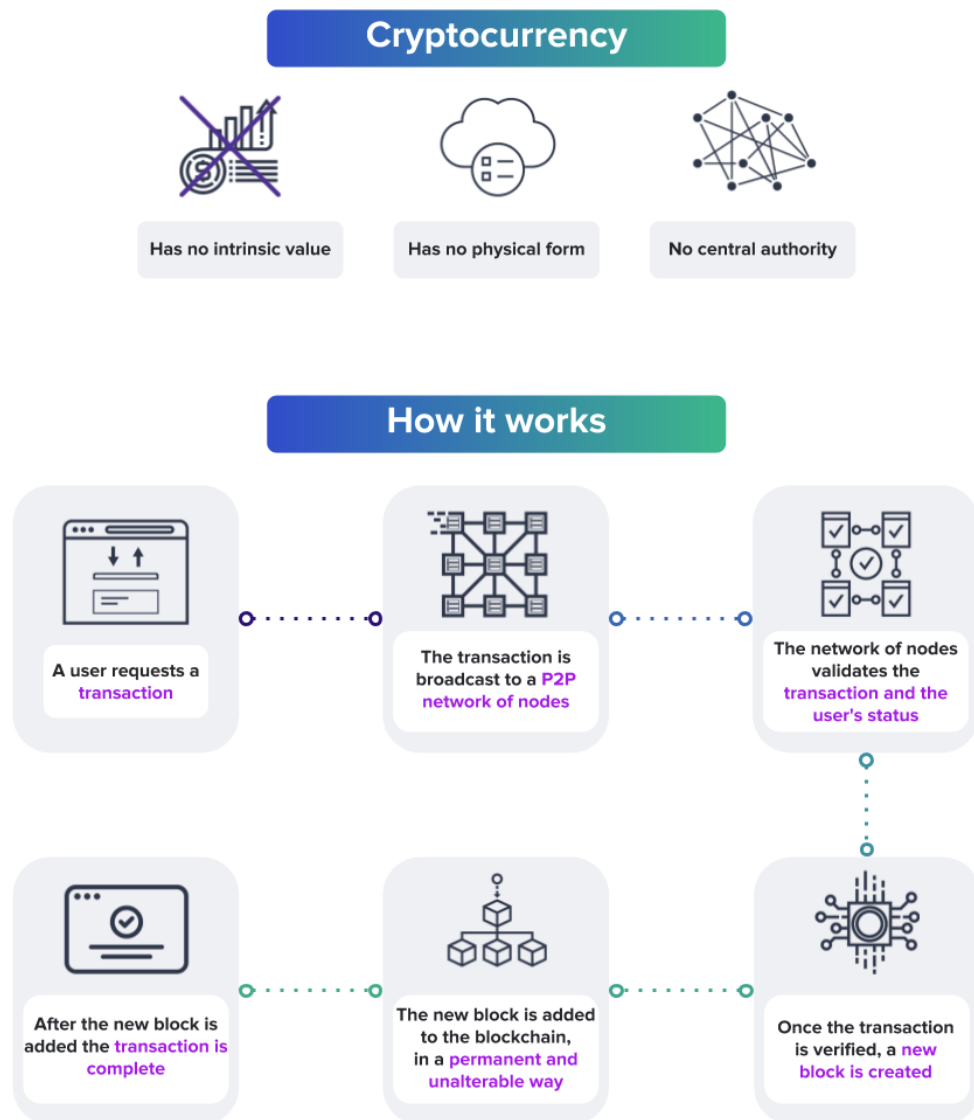 Cryptocurrency
Has no intrinsic value
Has no physical form
No central authority
How it works
A user requests a
transaction
The transaction is
broadcast to a P2P
network of nodes
The network of nodes
validates the
transaction and the
user's status
Once the transaction
is verified, a new
block is created
The new block is added
to the blockchain,
in a permanent and
unalterable way
After the new block is
added the transaction is
complete